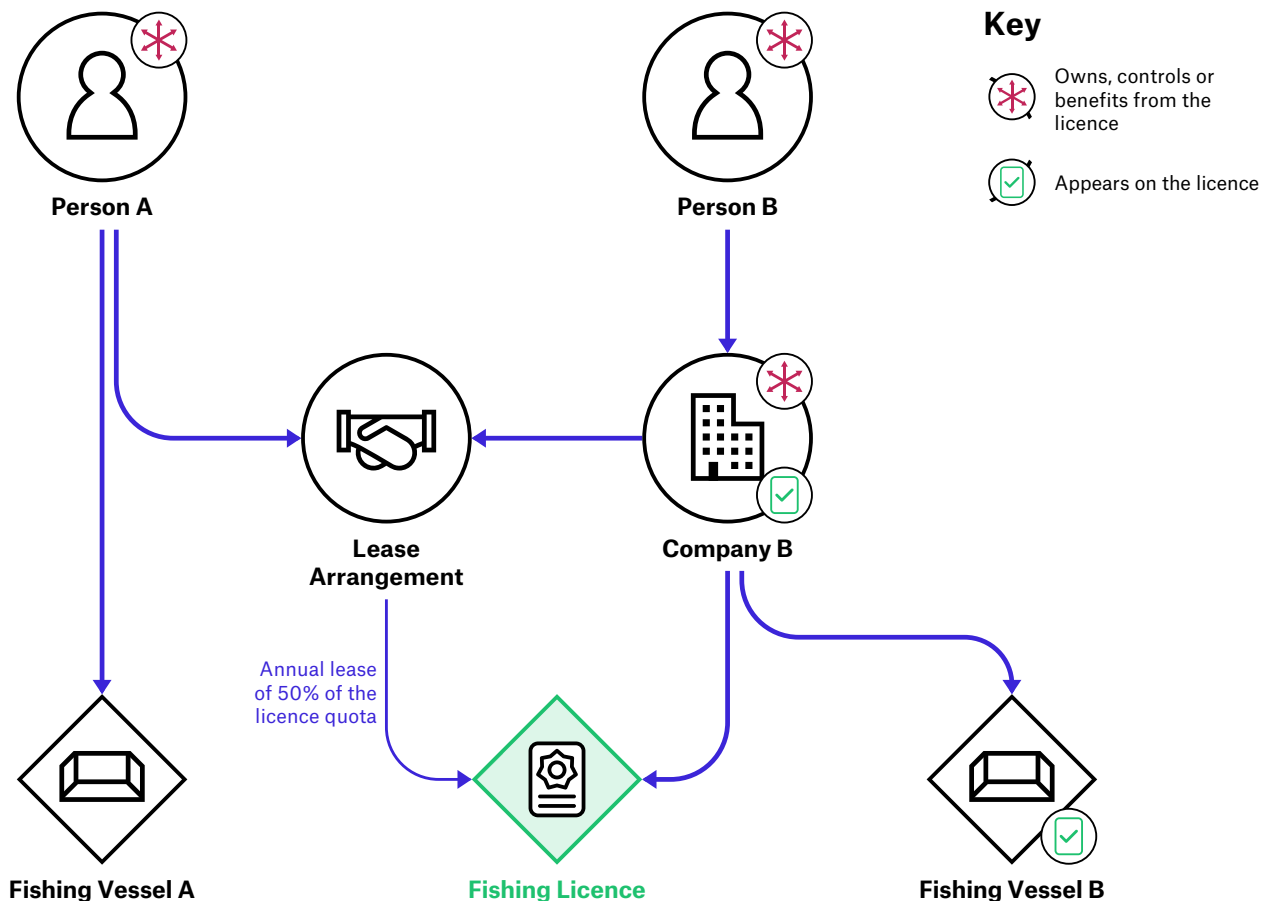 Key
Owns, controls or
benefits from the
licence
Appears on the licence
Person A
Person B
Lease
Arrangement
Company B
Annual lease
of 50% of the
licence quota
Fishing Vessel A
Fishing Licence
Fishing Vessel B